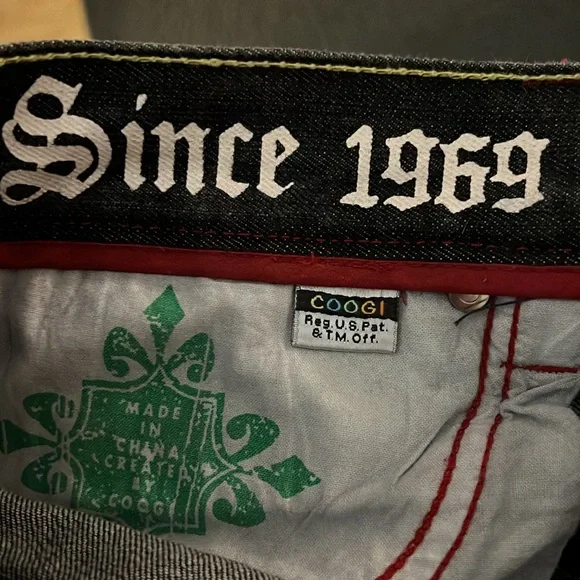 Since 1969
COOGI
Reg. U.S. Pat.
& T.M. Off.
MADE
IN
CHINA
CREATED
BY
COOGI